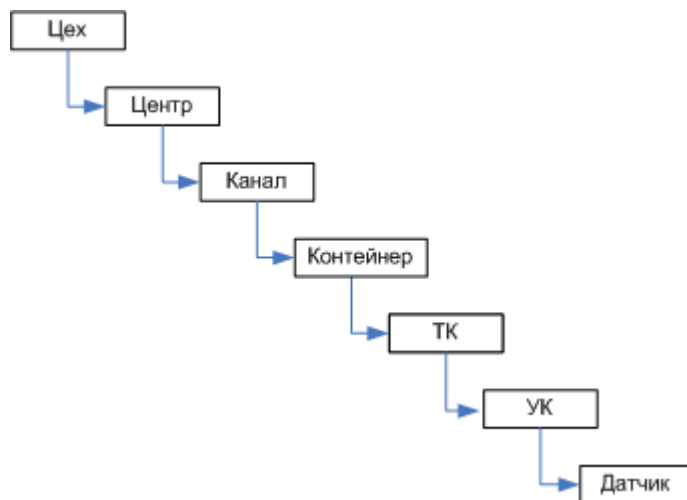 Цех
Центр
Канал
Контейнер
ТК
УК
Датчик